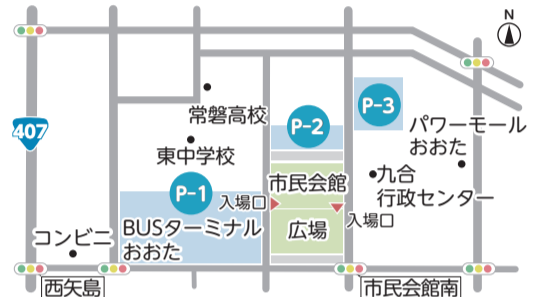 N
407
常磐高校
P-2
P-3
パワーモール
おおた
東中学校
P-1
市民会館
九合
行政センター
入場口
入場口
コンビニ
BUSターミナル
おおた
広場
西矢島
市民会館南